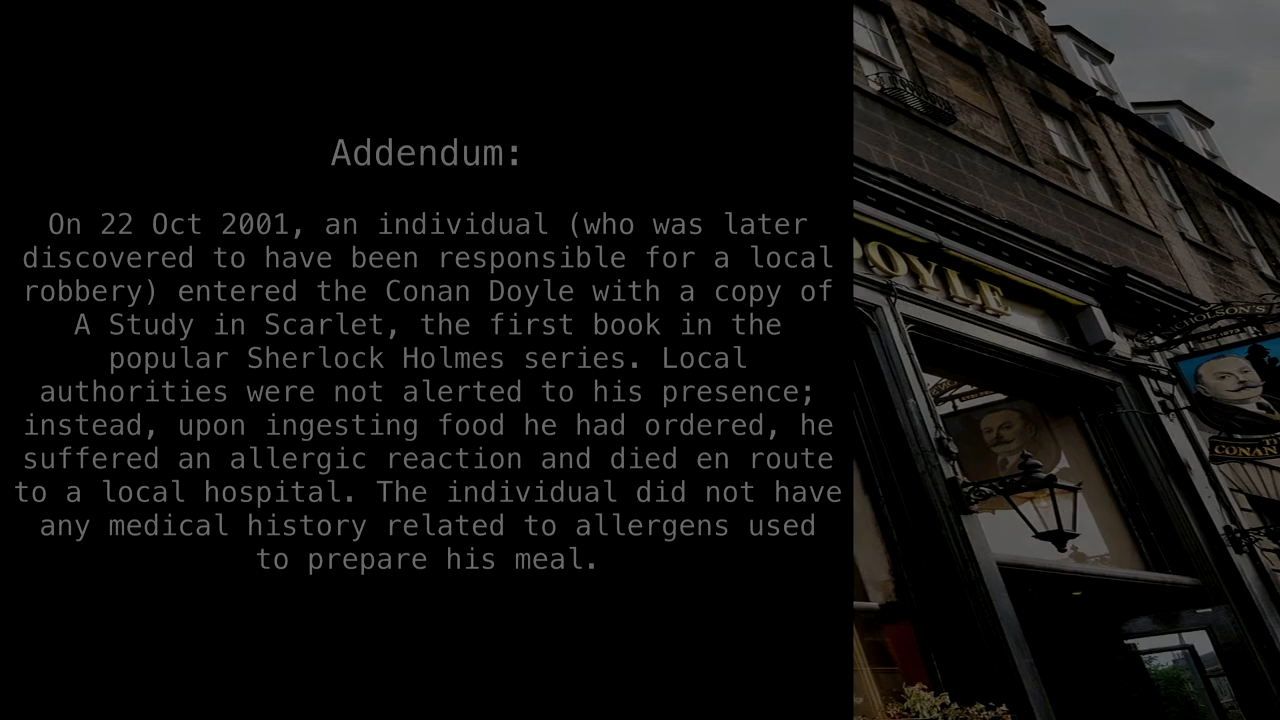 Addendum:
On 22 Oct 2001, an individual (who was later
discovered to have been responsible for a local
robbery) entered the Conan Doyle with a copy of
A Study in Scarlet, the first book in the
popular Sherlock Holmes series. Local
authorities were not alerted to his presence;
instead, upon ingesting food he had ordered, he
suffered an allergic reaction and died en route
to a local hospital. The individual did not have
any medical history related to allergens used
to prepare his meal.
DOYLE
NICHOLSON'S
CONAN